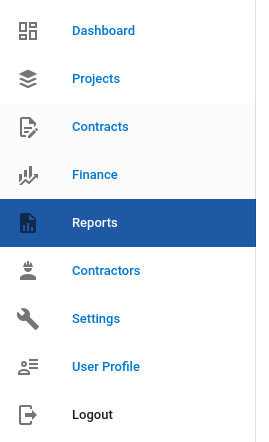 Dashboard
Projects
Contracts
Finance
Reports
Contractors
Settings
User Profile
Logout